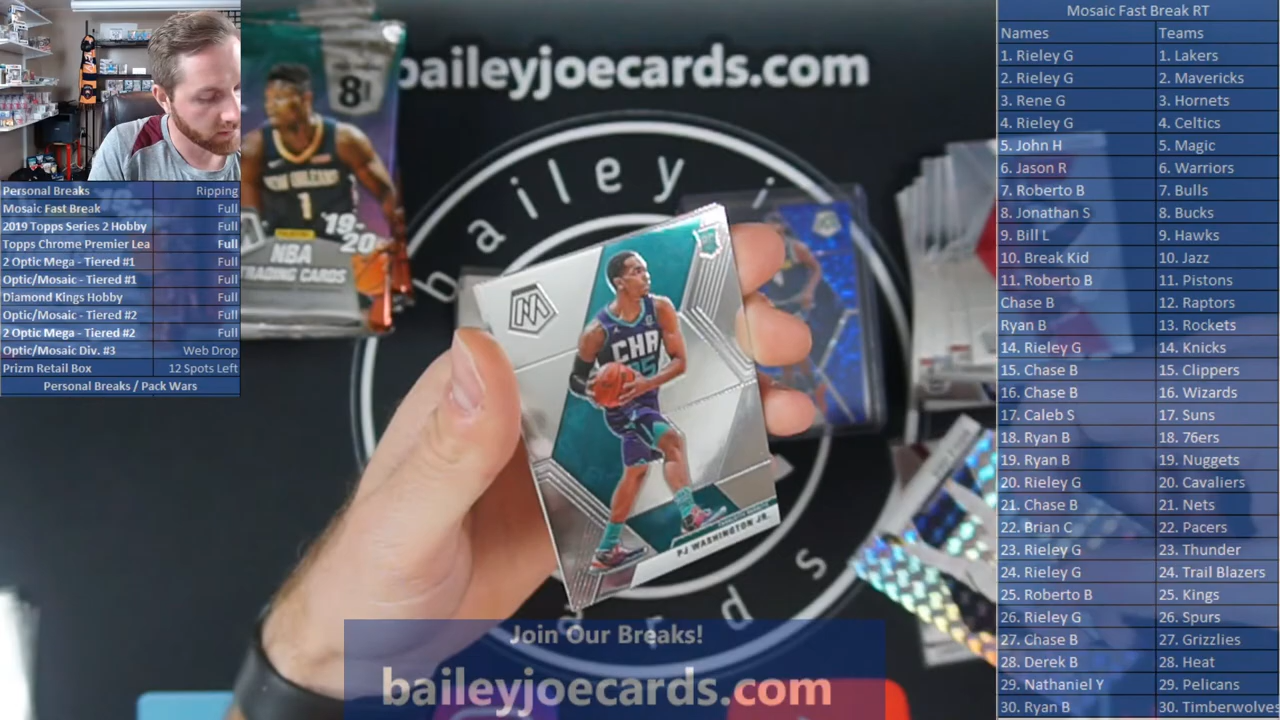 Personal Breaks Ripping
Mosaic Fast Break Full
2019 Topps Series 2 Hobby Full
Topps Chrome Premier Lea Full
2 Optic Mega - Tiered #1 Full
Optic/Mosaic - Tiered #1 Full
Diamond Kings Hobby Full
Optic/Mosaic - Tiered #2 Full
2 Optic Mega - Tiered #2 Full
Optic/Mosaic Div. #3 Web Drop
Prizm Retail Box 12 Spots Left
Personal Breaks / Pack Wars
8
NEW ORLEANS
1
19-
20
NBA
TRADING CARDS
baileyjoecards.com
bailey j
rds
M
CHA
25
PJ WASHINGTON JR.
Join Our Breaks!
baileyjoecards.com
Mosaic Fast Break RT
Names Teams
1. Rieley G 1. Lakers
2. Rieley G 2. Mavericks
3. Rene G 3. Hornets
4. Rieley G 4. Celtics
5. John H 5. Magic
6. Jason R 6. Warriors
7. Roberto B 7. Bulls
8. Jonathan S 8. Bucks
9. Bill L 9. Hawks
10. Break Kid 10. Jazz
11. Roberto B 11. Pistons
Chase B 12. Raptors
Ryan B 13. Rockets
14. Rieley G 14. Knicks
15. Chase B 15. Clippers
16. Chase B 16. Wizards
17. Caleb S 17. Suns
18. Ryan B 18. 76ers
19. Ryan B 19. Nuggets
20. Rieley G 20. Cavaliers
21. Chase B 21. Nets
22. Brian C 22. Pacers
23. Rieley G 23. Thunder
24. Rieley G 24. Trail Blazers
25. Roberto B 25. Kings
26. Rieley G 26. Spurs
27. Chase B 27. Grizzlies
28. Derek B 28. Heat
29. Nathaniel Y 29. Pelicans
30. Ryan B 30. Timberwolves